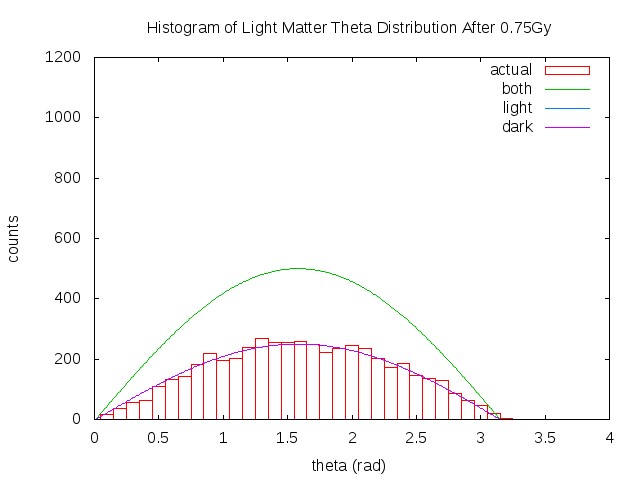 Histogram of Light Matter Theta Distribution After 0.75Gy
1200
1000
800
600
400
200
0
counts
actual
both
light
dark
0 0.5 1 1.5 2 2.5 3 3.5 4
theta (rad)